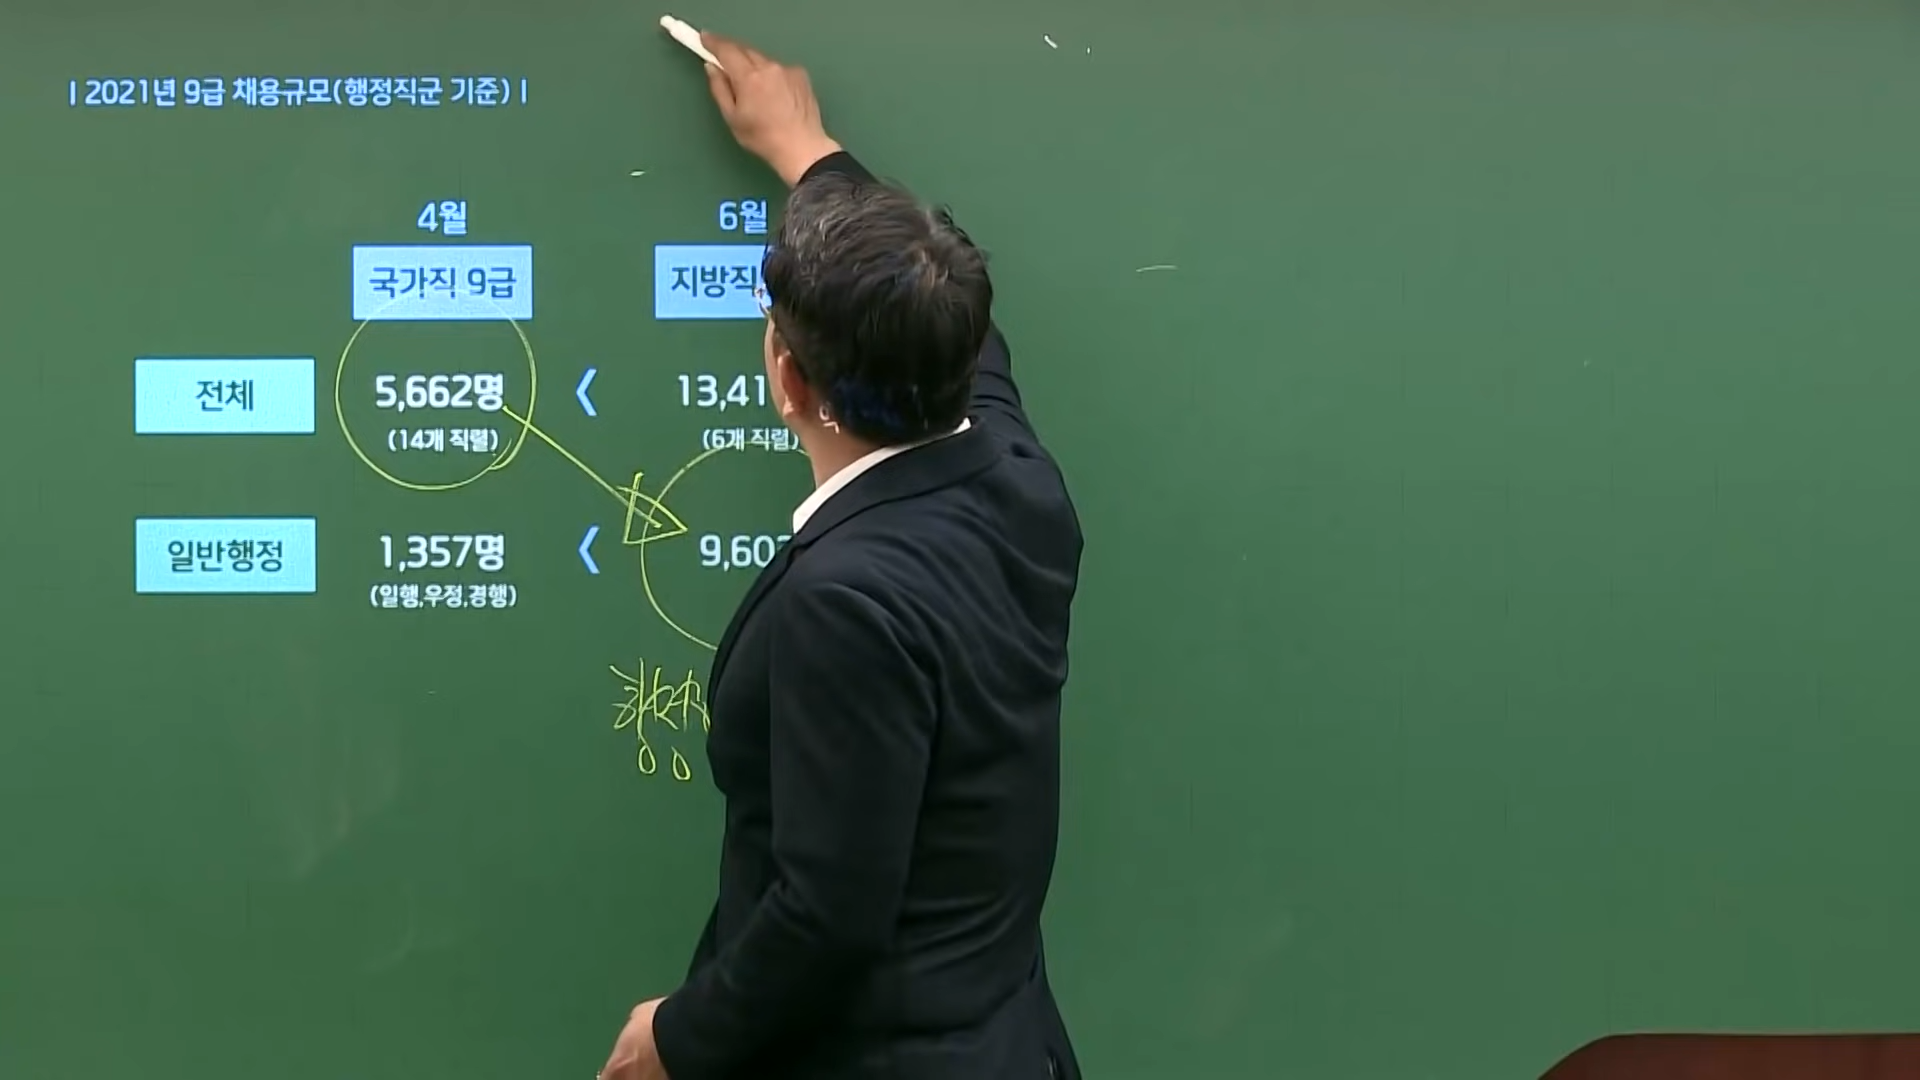 | 2021년 9급 채용규모(행정직군 기준) |
4월 6월
국가직 9급 지방직
전체 5,662명 < 13,41
(14개 직렬) (6개 직렬)
일반행정 1,357명 < 9,60
(일행,우정,경행)